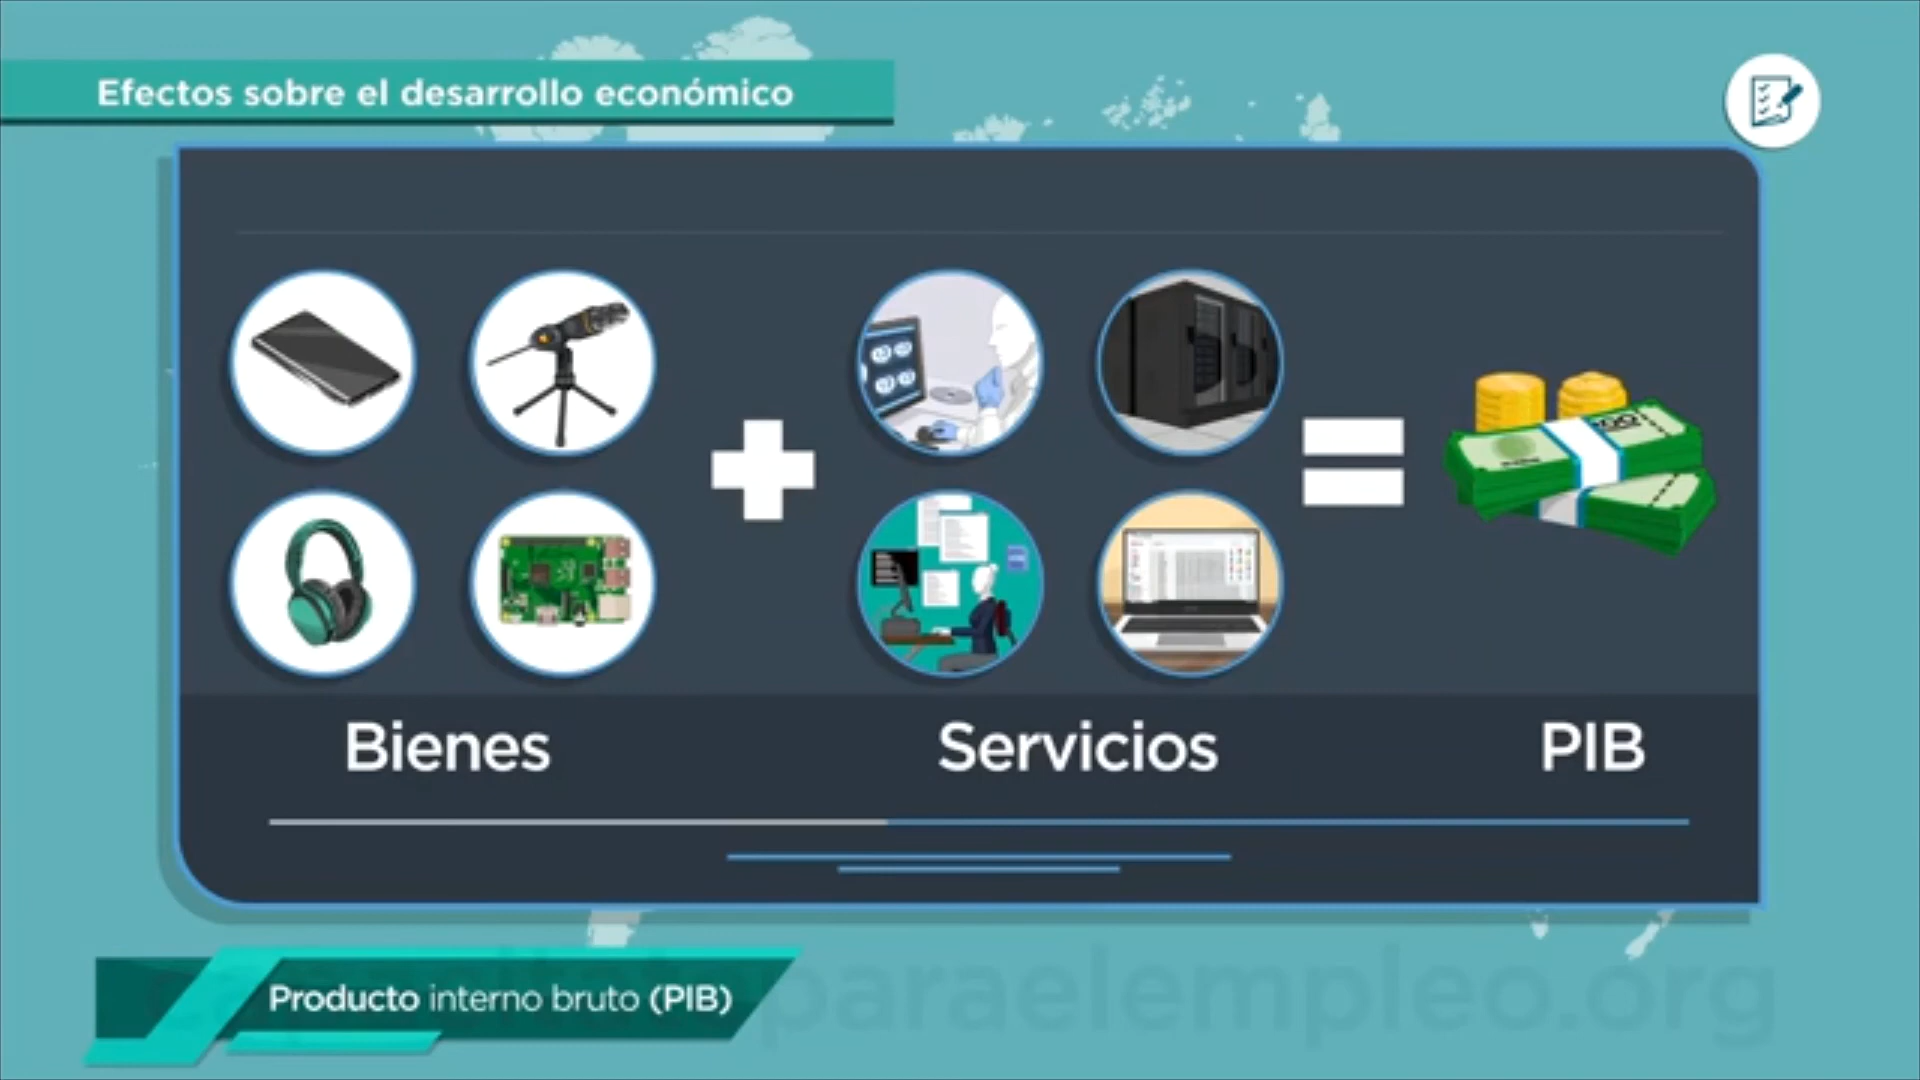 Efectos sobre el desarrollo económico
Bienes
Servicios
PIB
Producto interno bruto (PIB)
paraelempleo.org